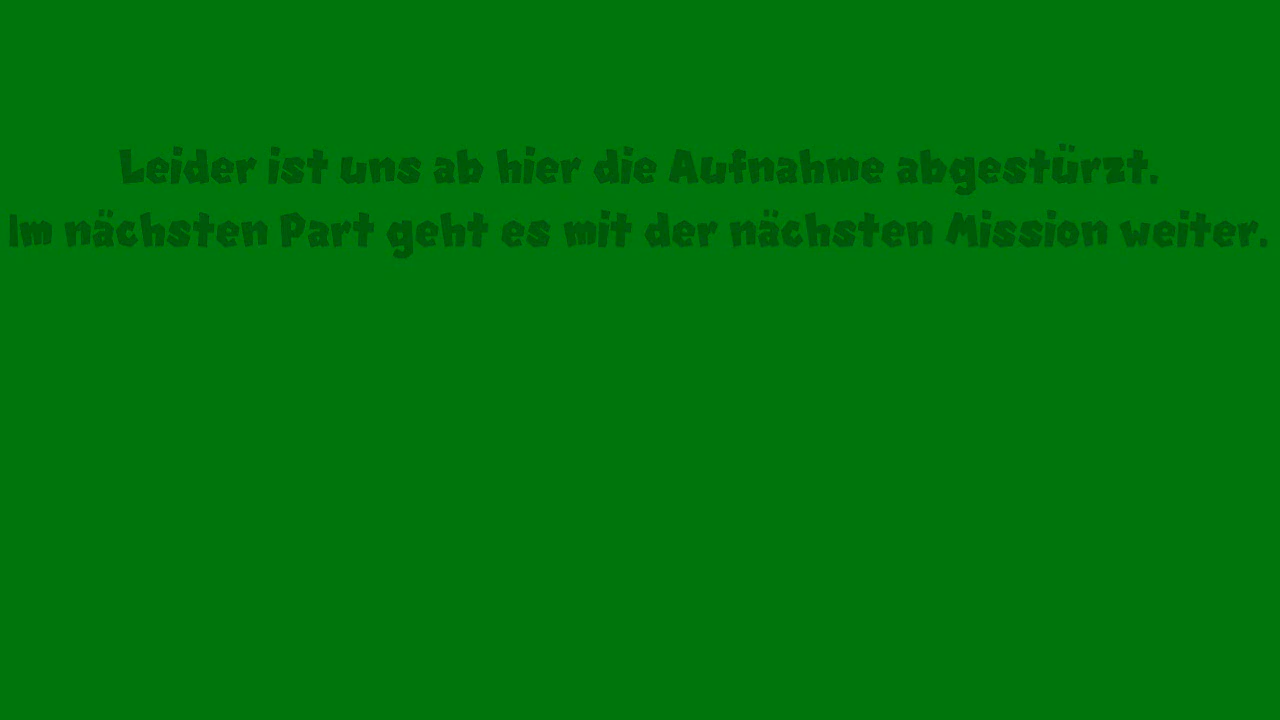 Leider ist uns ab hier die Aufnahme abgestürzt.
Im nächsten Part geht es mit der nächsten Mission weiter.